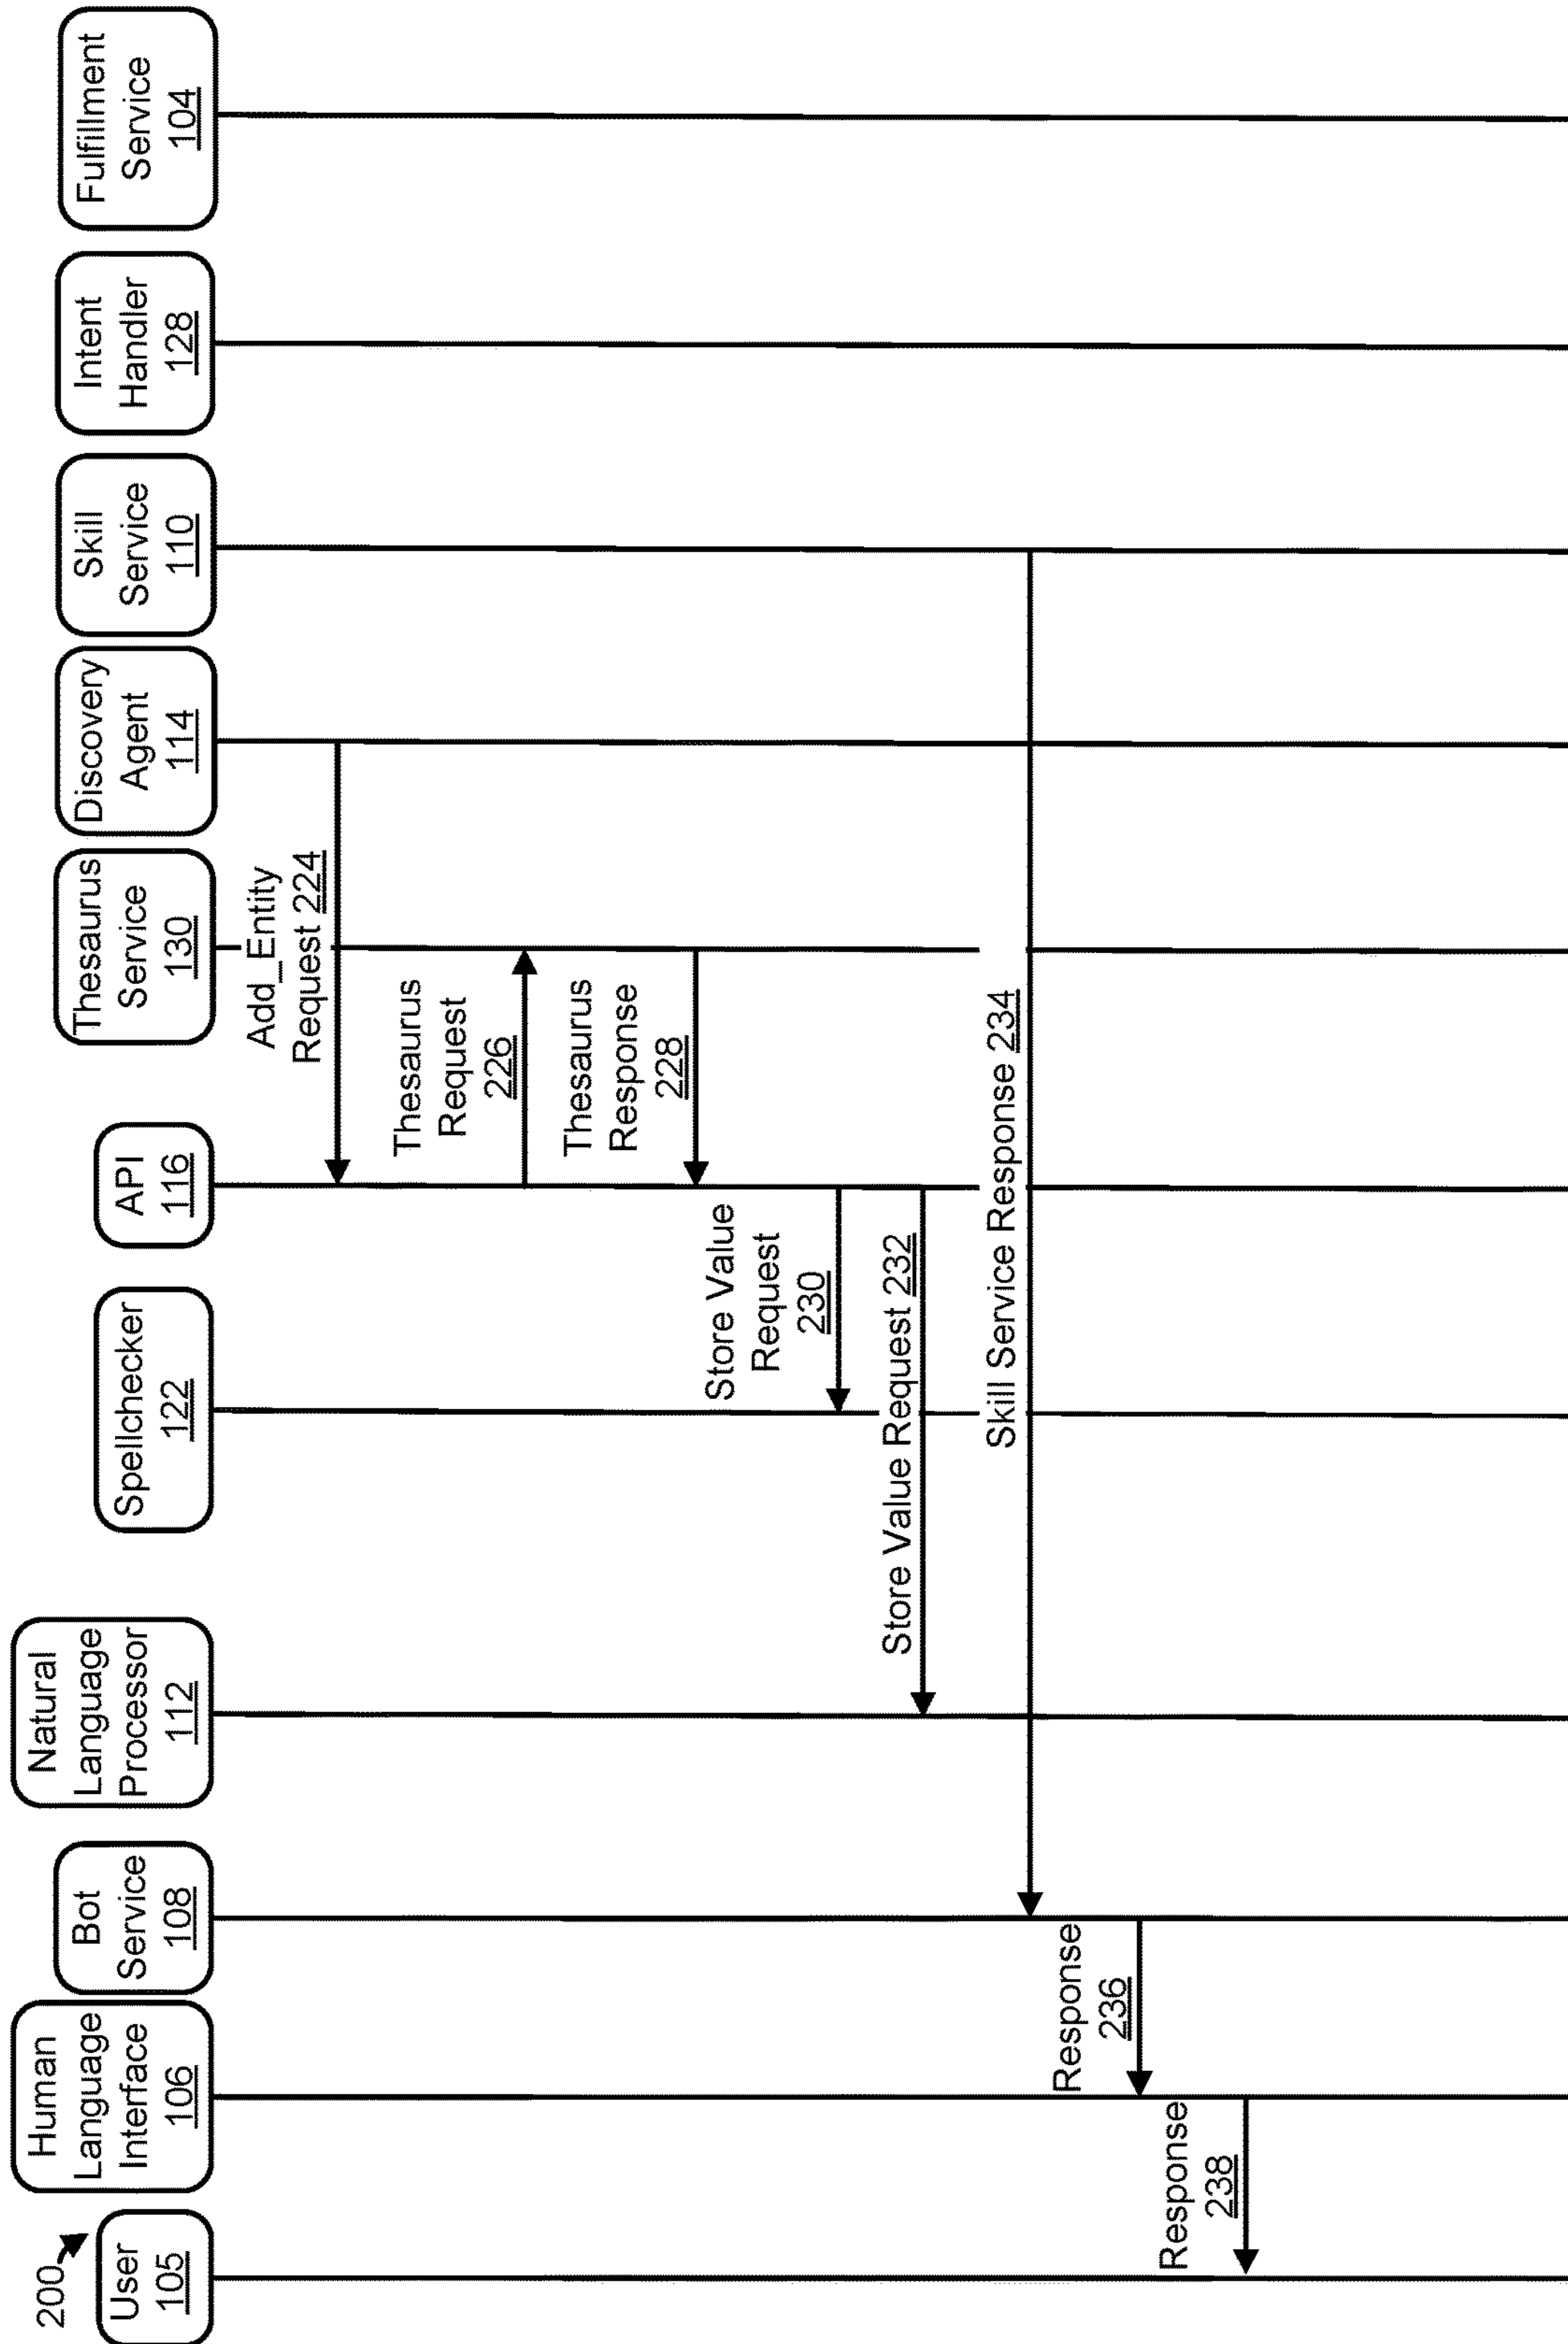 200
User
105
Human
Language
Interface
106
Bot
Service
108
Natural
Language
Processor
112
Spellchecker
122
API
116
Thesaurus
Service
130
Discovery
Agent
114
Skill
Service
110
Intent
Handler
128
Fulfillment
Service
104
Add_Entity
Request 224
Thesaurus
Request
226
Thesaurus
Response
228
Store Value
Request
230
Store Value Request 232
Skill Service Response 234
Response
236
Response
238